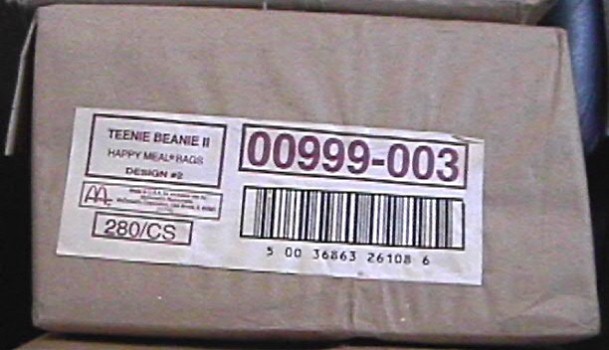 TEENIE BEANIE II
HAPPY MEAL® BAGS
DESIGN #2
280/CS
00999-003
5 00 36863 26108 6